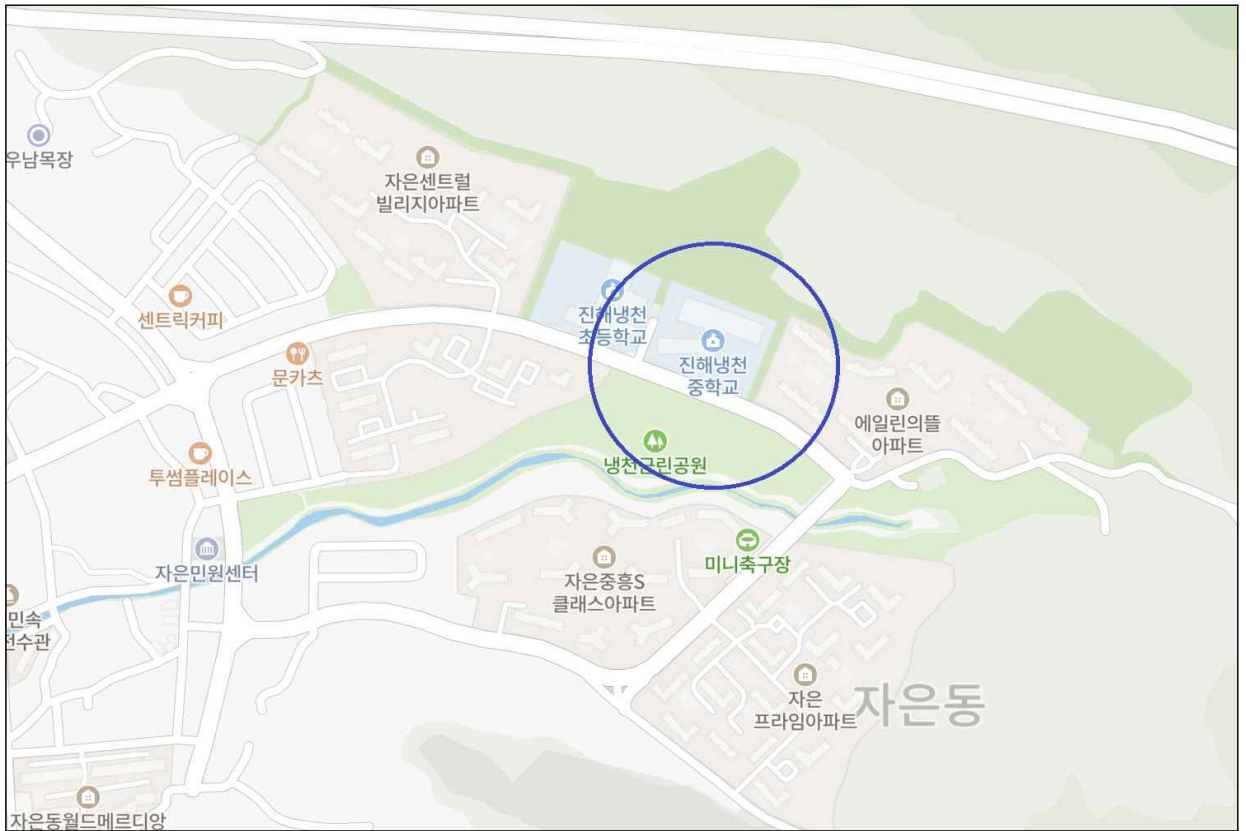 우남목장
자은센트럴
빌리지아파트
센트릭커피
진해냉천
초등학교
진해냉천
중학교
문카츠
에일린의뜰
아파트
냉천근린공원
투썸플레이스
자은민원센터
미니축구장
자은중흥S
클래스아파트
민속
전수관
자은
프라임아파트
자은동
자은동월드메르디앙